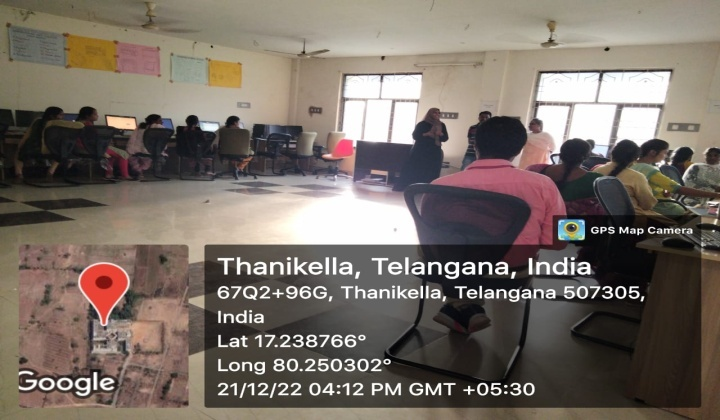 GPS Map Camera
Thanikella, Telangana, India
67Q2+96G, Thanikella, Telangana 507305,
India
Lat 17.238766°
Long 80.250302°
21/12/22 04:12 PM GMT +05:30
Google